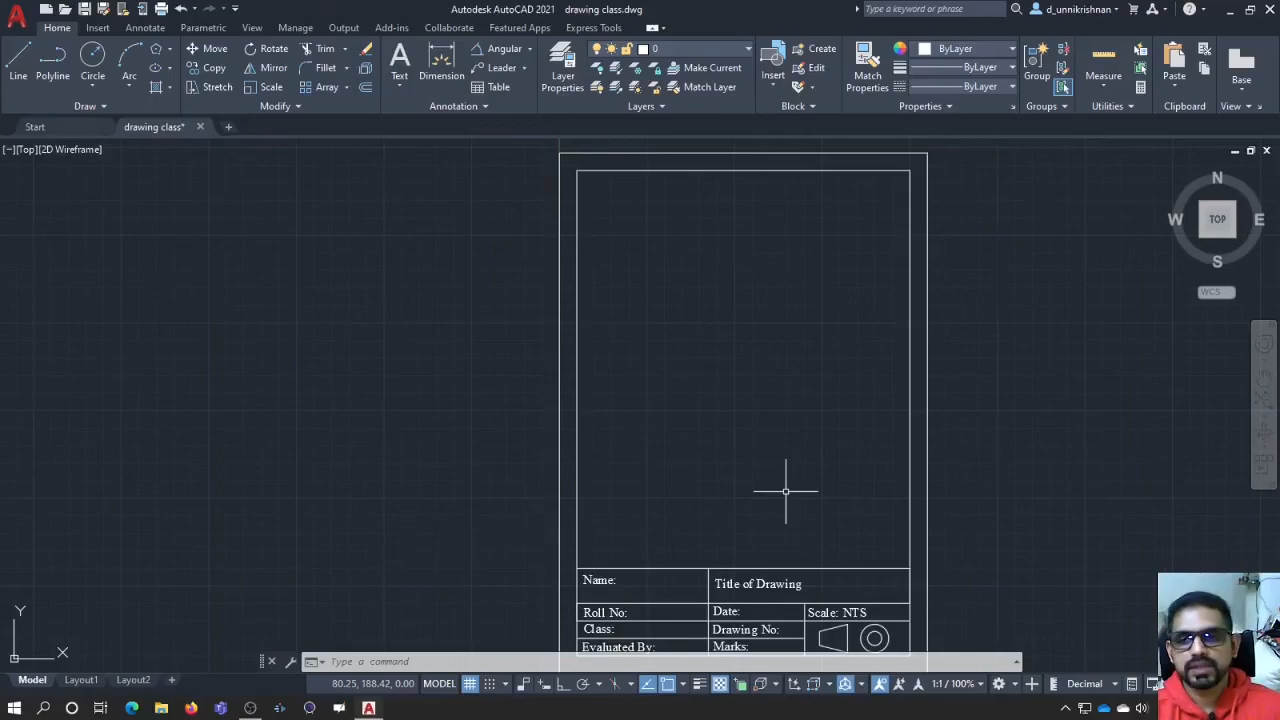 Autodesk AutoCAD 2021 drawing class.dwg
Type a keyword or phrase
d_unnikrishnan
Home Insert Annotate Parametric View Manage Output Collaborate Featured Apps Express Tools
Line Polyline Circle Arc
Move Rotate Trim
Copy Mirror Fillet
Stretch Scale Array
Text Dimension
Angular
Leader
Table
Layer Properties
0
Make Current
Match Layer
Insert
Create
Edit
Match Properties
ByLayer
ByLayer
ByLayer
Group
Measure
Paste
Base
Draw Modify Annotation Layers Block Properties Groups Utilities Clipboard View
Start drawing class*
[−][Top][2D Wireframe]
N
W TOP E
S
WCS
Name: Title of Drawing
Roll No: Date: Scale: NTS
Class: Drawing No:
Evaluated By: Marks:
Y
X
Type a command
Model Layout1 Layout2
80.25, 188.42, 0.00 MODEL 1:1 / 100% Decimal